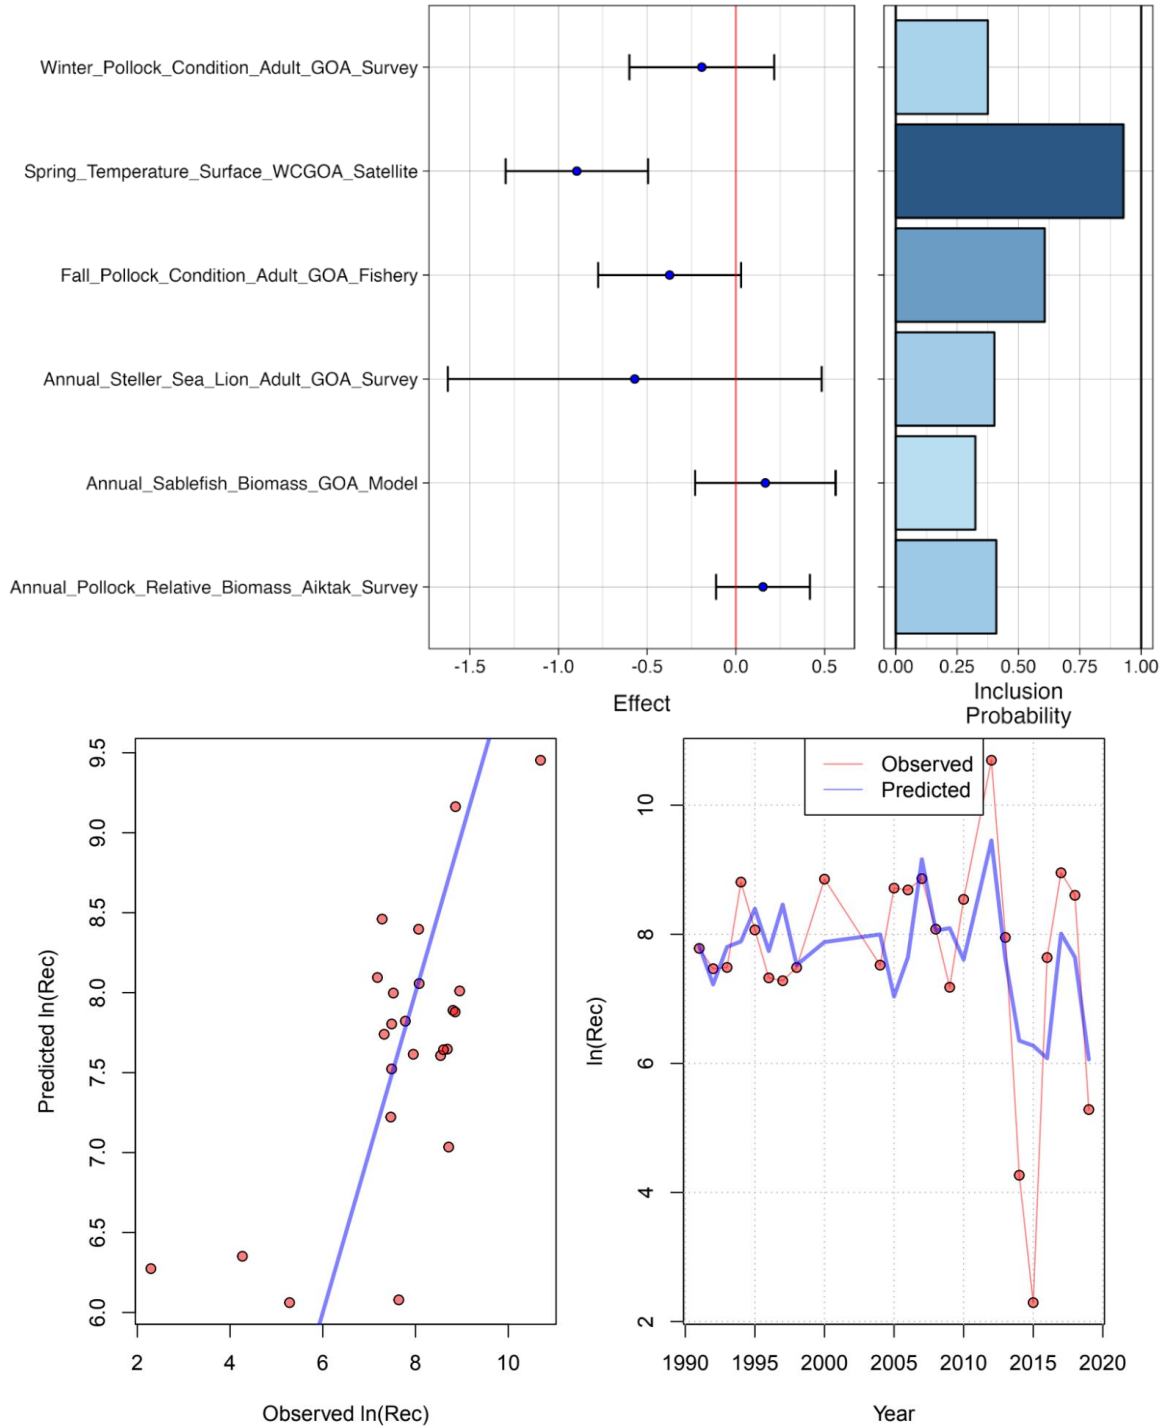 Winter_Pollock_Condition_Adult_GOA_Survey
Spring_Temperature_Surface_WCGOA_Satellite
Fall_Pollock_Condition_Adult_GOA_Fishery
Annual_Steller_Sea_Lion_Adult_GOA_Survey
Annual_Sablefish_Biomass_GOA_Model
Annual_Pollock_Relative_Biomass_Aiktak_Survey
-1.5 -1.0 -0.5 0.0 0.5
Effect
0.00 0.25 0.50 0.75 1.00
Inclusion
Probability
9.5
9.0
8.5
8.0
7.5
7.0
6.5
6.0
Predicted ln(Rec)
2 4 6 8 10
Observed ln(Rec)
Observed
Predicted
10
8
6
4
2
ln(Rec)
1990 1995 2000 2005 2010 2015 2020
Year